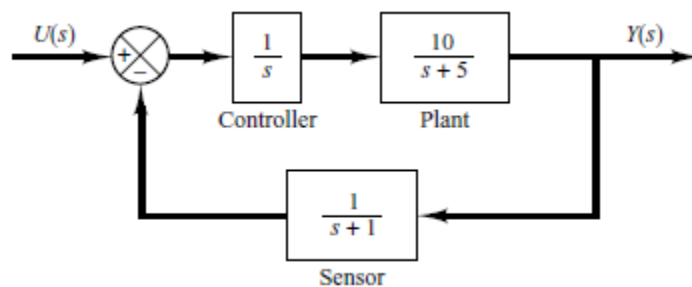 U(s)
+
−
1
s
Controller
10
s + 5
Plant
Y(s)
1
s + 1
Sensor